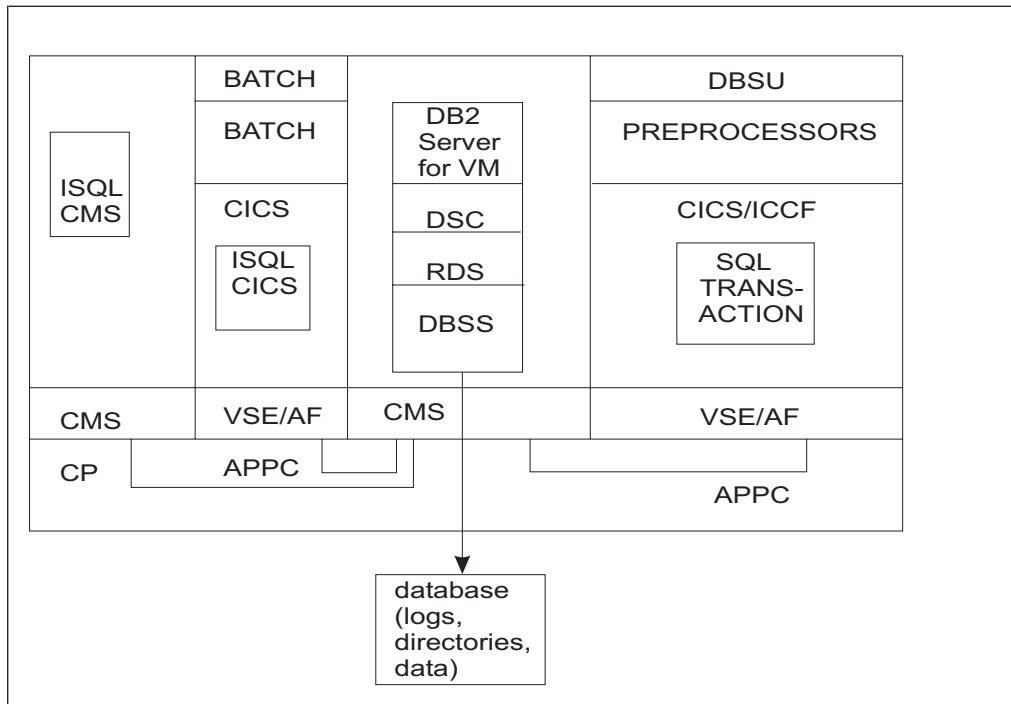 BATCH
BATCH
ISQL
CMS
CICS
ISQL
CICS
DB2
Server
for VM
DSC
RDS
DBSS
DBSU
PREPROCESSORS
CICS/ICCF
SQL
TRANS-
ACTION
CMS
VSE/AF
CMS
VSE/AF
CP
APPC
APPC
database
(logs,
directories,
data)